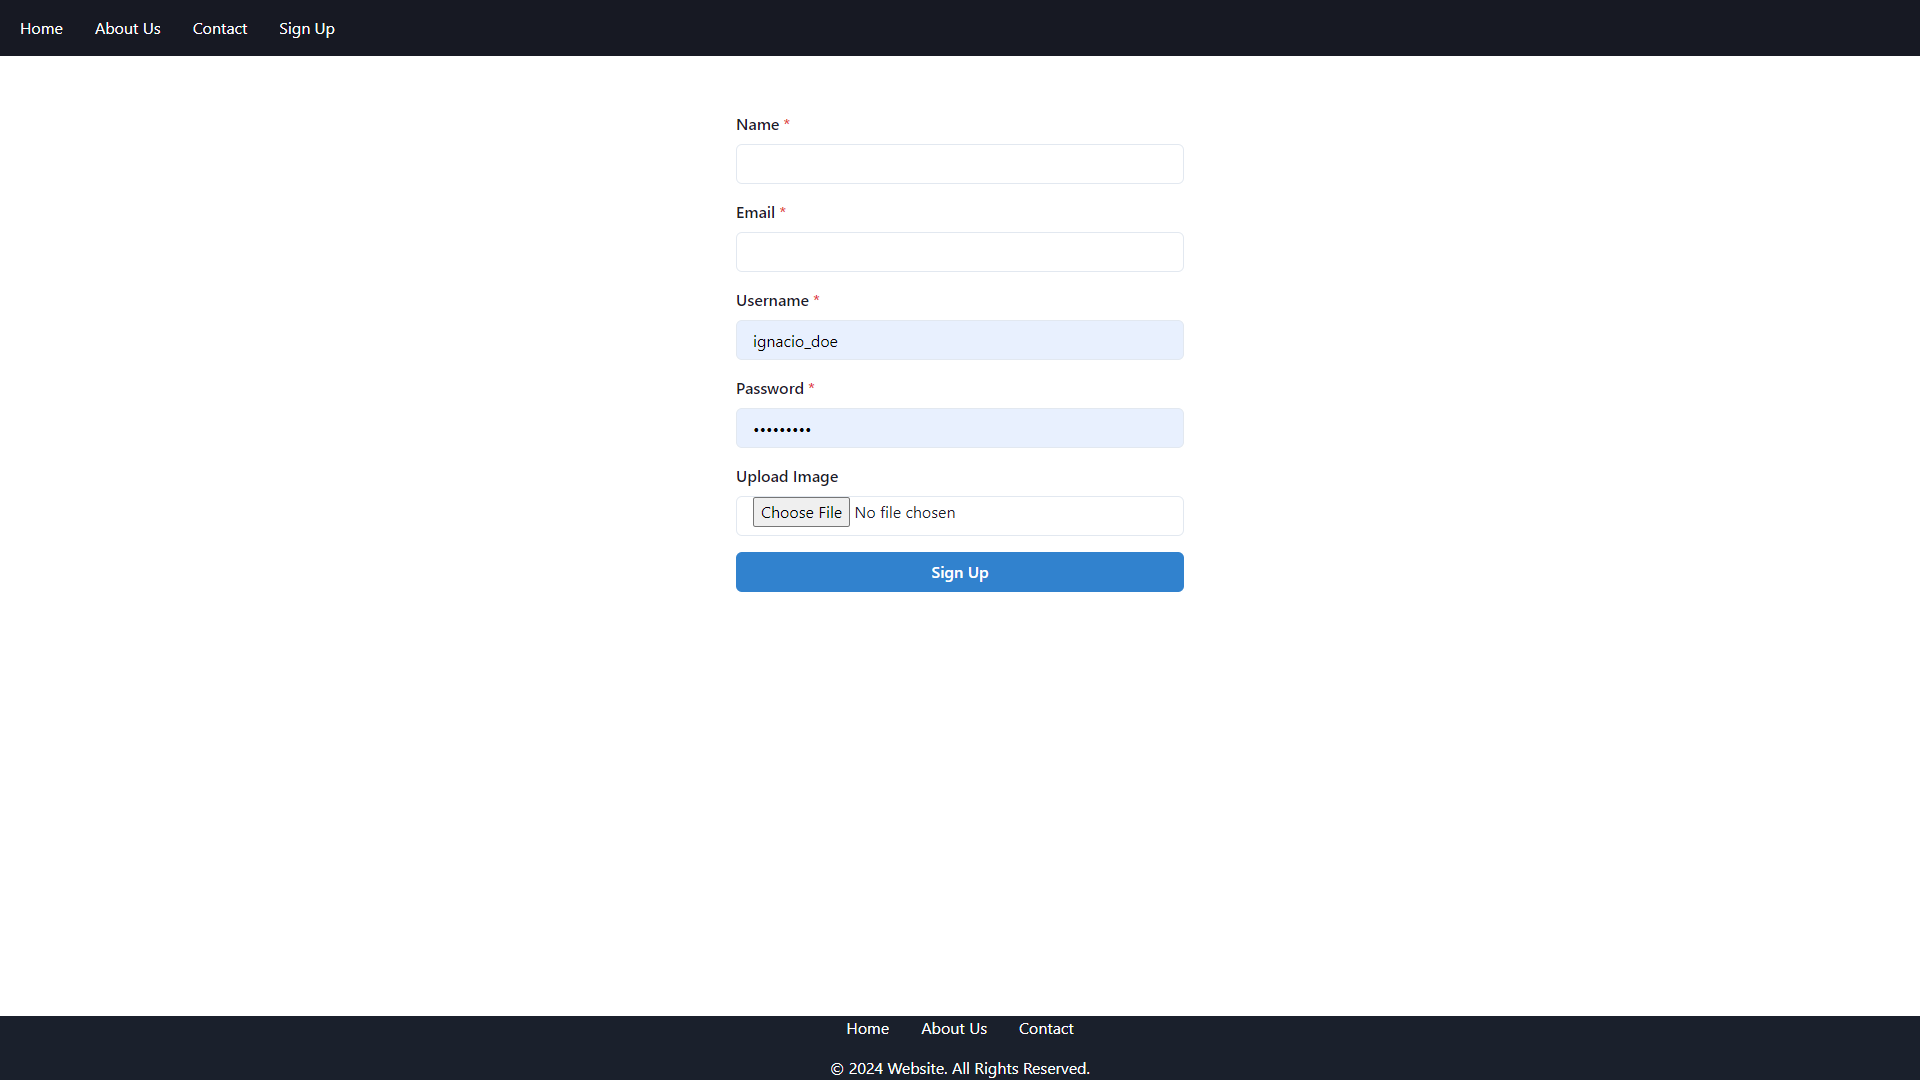 Home About Us Contact Sign Up
Name *
Email *
Username *
ignacio_doe
Password *
•••••••••
Upload Image
Choose File No file chosen
Sign Up
Home About Us Contact
© 2024 Website. All Rights Reserved.